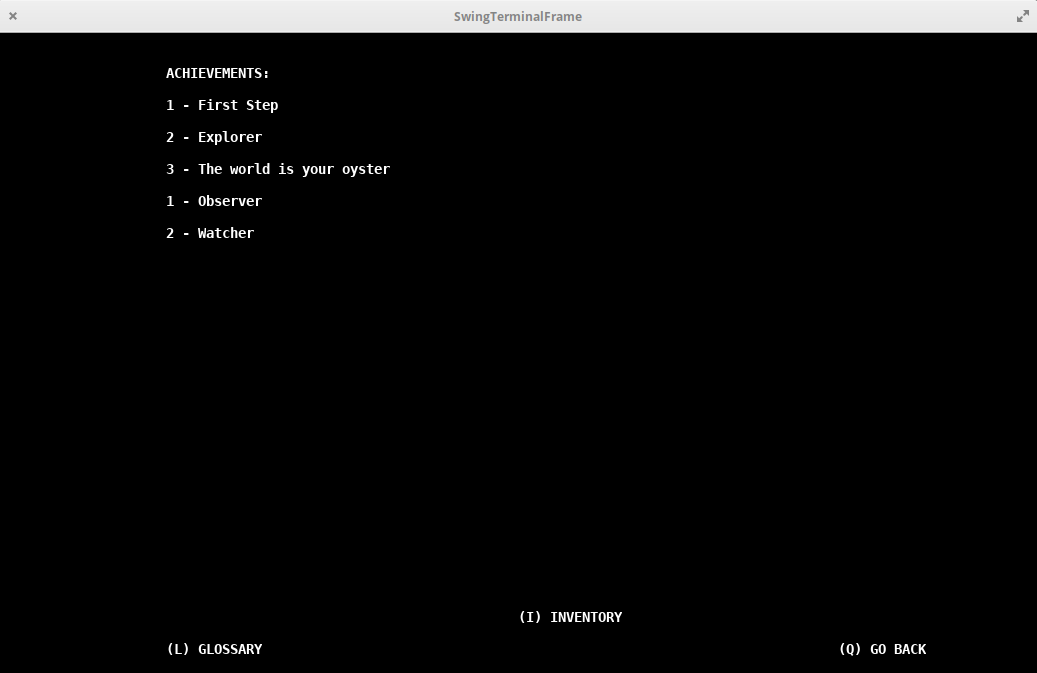 SwingTerminalFrame
ACHIEVEMENTS:
1 - First Step
2 - Explorer
3 - The world is your oyster
1 - Observer
2 - Watcher
(I) INVENTORY
(L) GLOSSARY
(Q) GO BACK